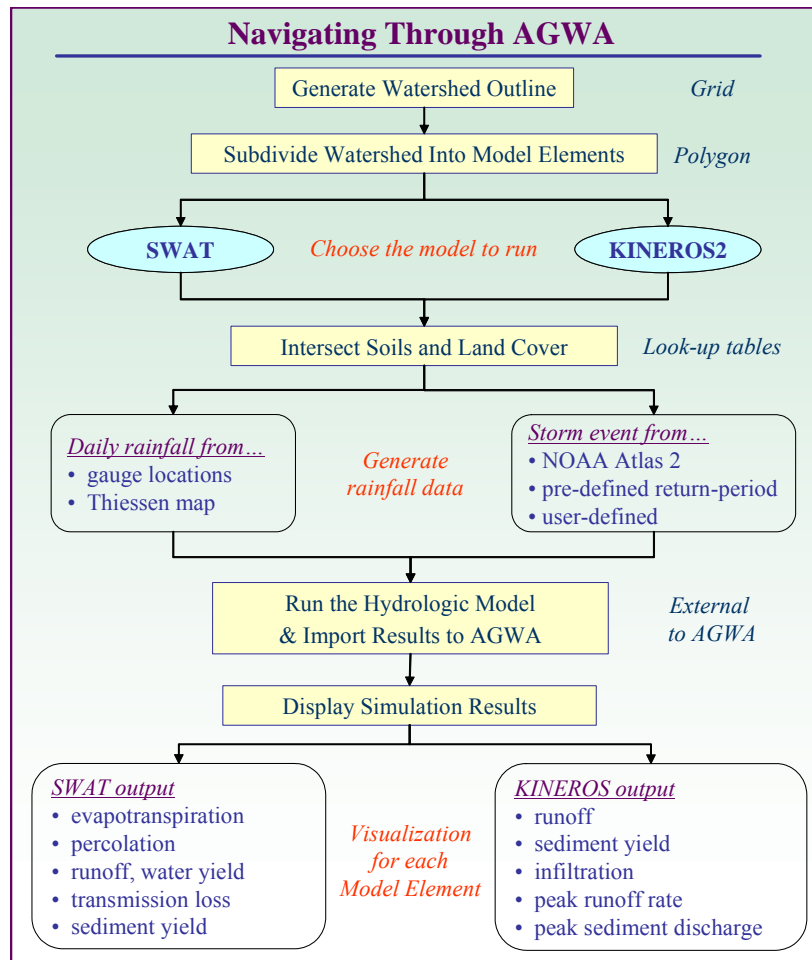 Navigating Through AGWA
Generate Watershed Outline
Grid
Subdivide Watershed Into Model Elements
Polygon
SWAT
Choose the model to run
KINEROS2
Intersect Soils and Land Cover
Look-up tables
Daily rainfall from…
• gauge locations
• Thiessen map
Generate
rainfall data
Storm event from…
• NOAA Atlas 2
• pre-defined return-period
• user-defined
Run the Hydrologic Model
& Import Results to AGWA
External
to AGWA
Display Simulation Results
SWAT output
• evapotranspiration
• percolation
• runoff, water yield
• transmission loss
• sediment yield
Visualization
for each
Model Element
KINEROS output
• runoff
• sediment yield
• infiltration
• peak runoff rate
• peak sediment discharge